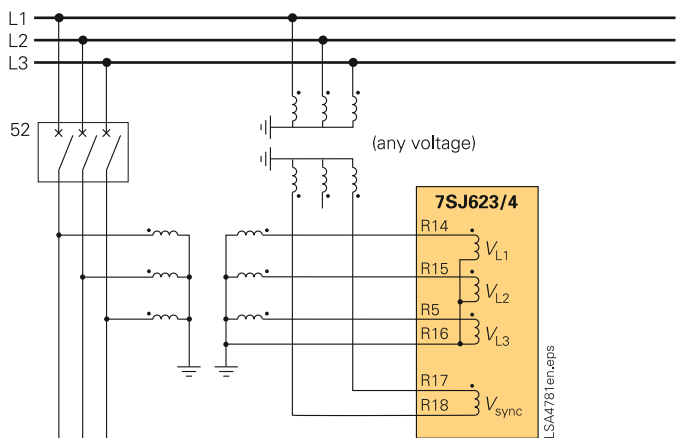 L1
L2
L3
52
(any voltage)
7SJ623/4
R14
VL1
R15
VL2
R5
R16
VL3
R17
R18
Vsync
LSA4781en.eps